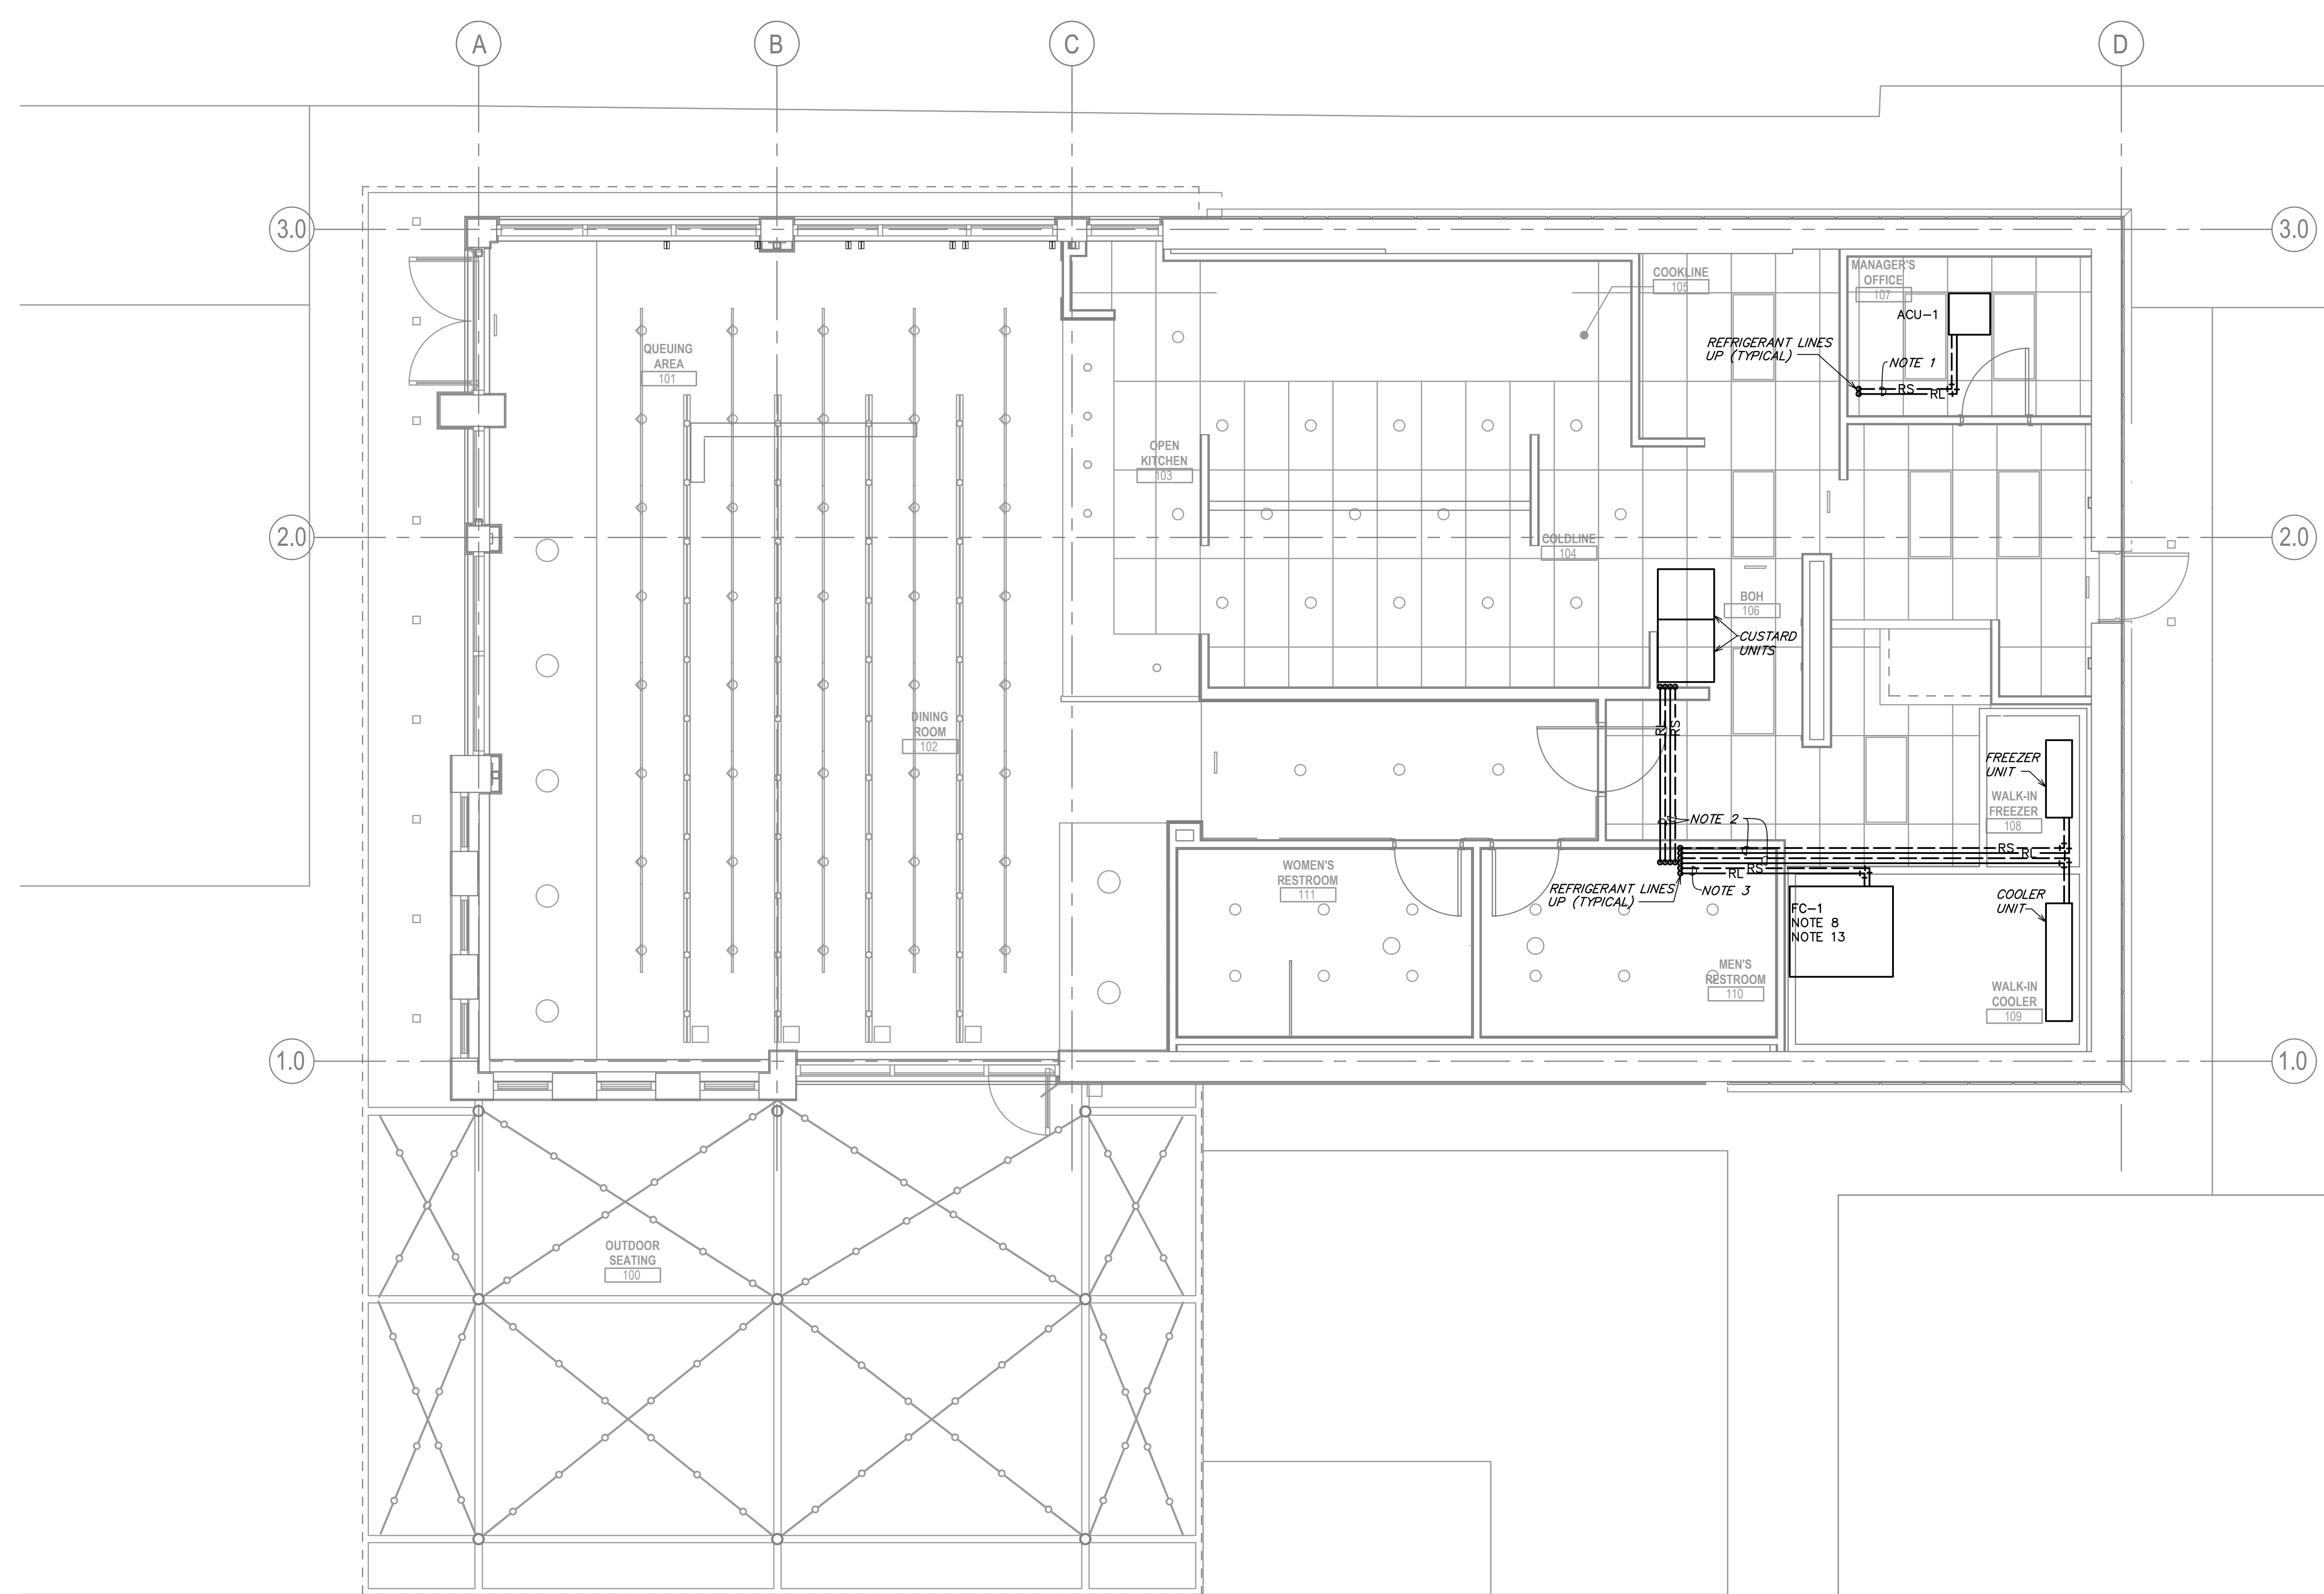 A
B
C
D
3.0
3.0
COOKLINE
105
MANAGER'S
OFFICE
107
ACU-1
REFRIGERANT LINES
UP (TYPICAL)
NOTE 1
RS
RL
QUEUING
AREA
101
OPEN
KITCHEN
103
2.0
COLDLINE
104
2.0
BOH
106
CUSTARD
UNITS
DINING
ROOM
102
RL
RS
FREEZER
UNIT
WALK-IN
FREEZER
108
NOTE 2
RS
RL
RS
RL
WOMEN'S
RESTROOM
111
REFRIGERANT LINES
UP (TYPICAL)
NOTE 3
COOLER
UNIT
FC-1
NOTE 8
NOTE 13
MEN'S
RESTROOM
110
WALK-IN
COOLER
109
1.0
1.0
OUTDOOR
SEATING
100